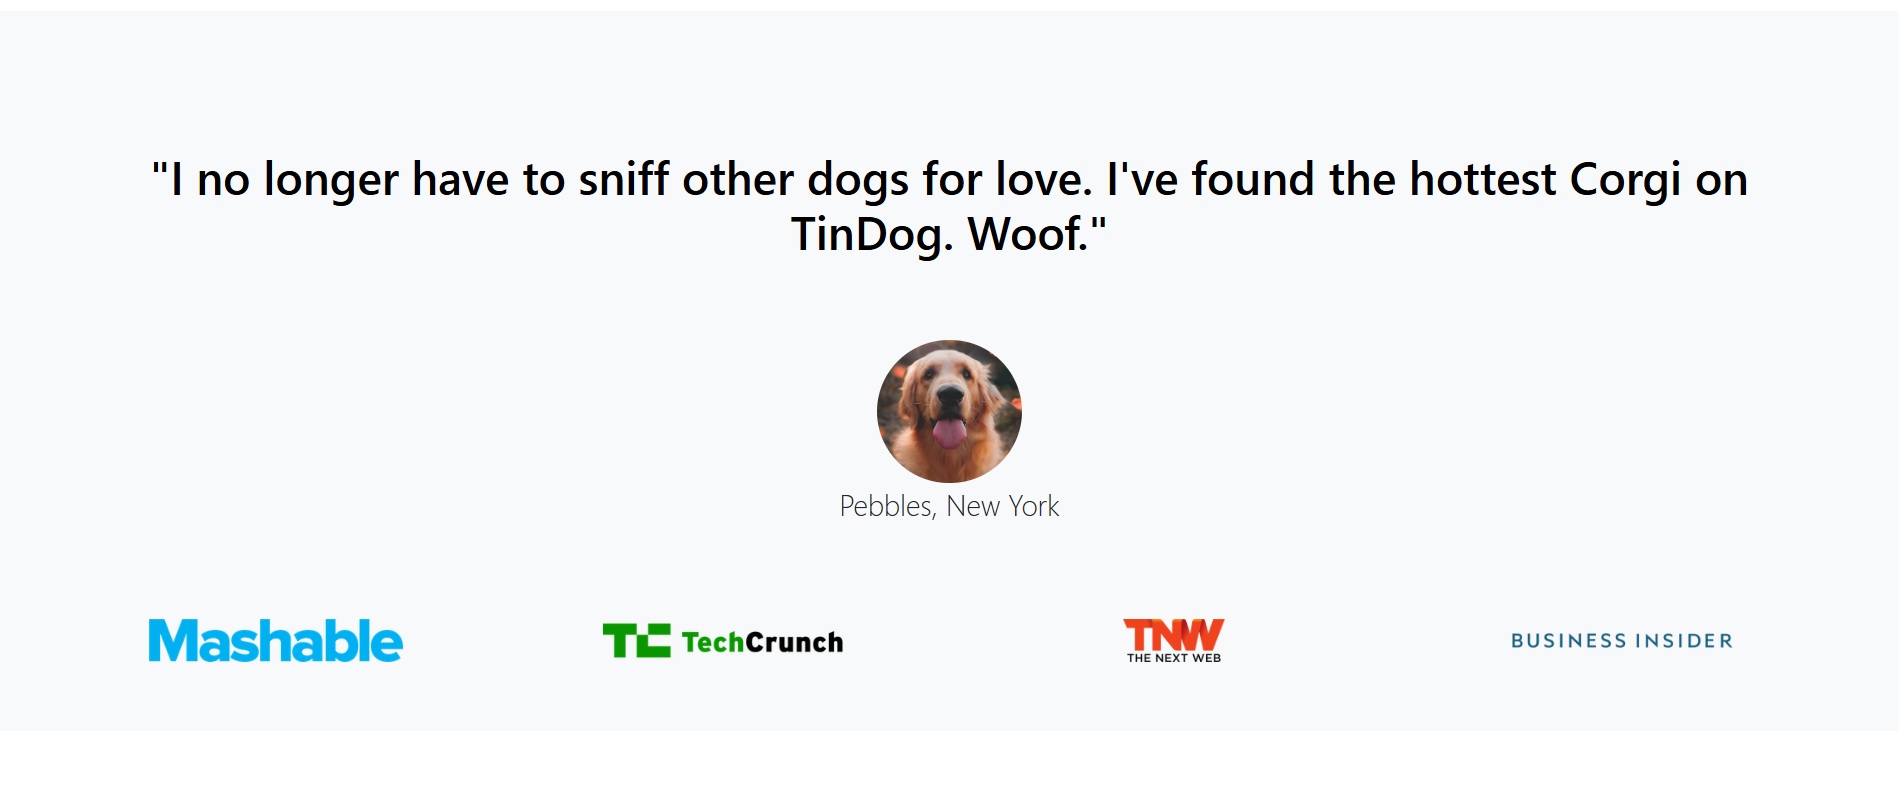 "I no longer have to sniff other dogs for love. I've found the hottest Corgi on
TinDog. Woof."
Pebbles, New York
Mashable
TC TechCrunch
TNW
THE NEXT WEB
BUSINESS INSIDER